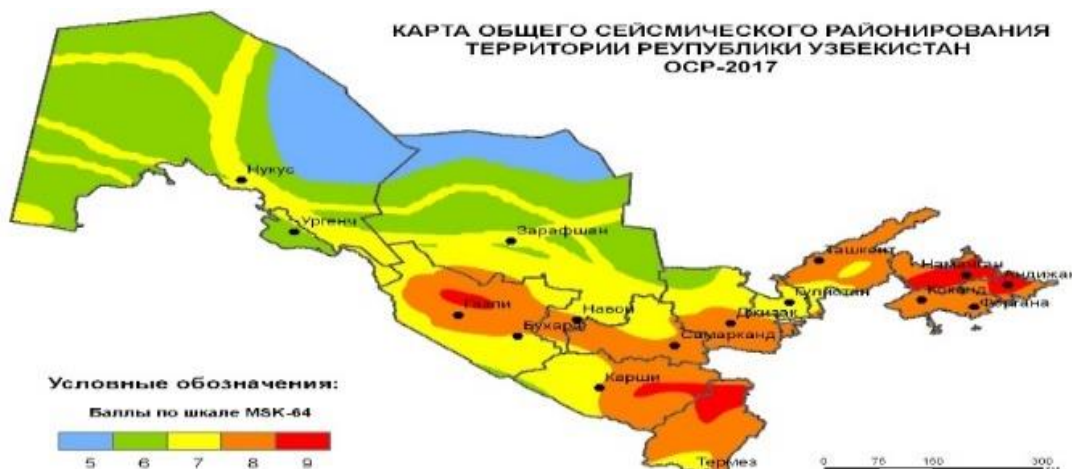 КАРТА ОБЩЕГО СЕЙСМИЧЕСКОГО РАЙОНИРОВАНИЯ
ТЕРРИТОРИИ РЕУПУБЛИКИ УЗБЕКИСТАН
ОСР-2017
Нукус
Ургенч
Зарафшан
Ташкент
Наманган
Андижан
Гулистан
Коканд
Фергана
Газли
Навои
Джизак
Бухара
Самарканд
Карши
Термез
Условные обозначения:
Баллы по шкале MSK-64
5 6 7 8 9
0 75 150 300